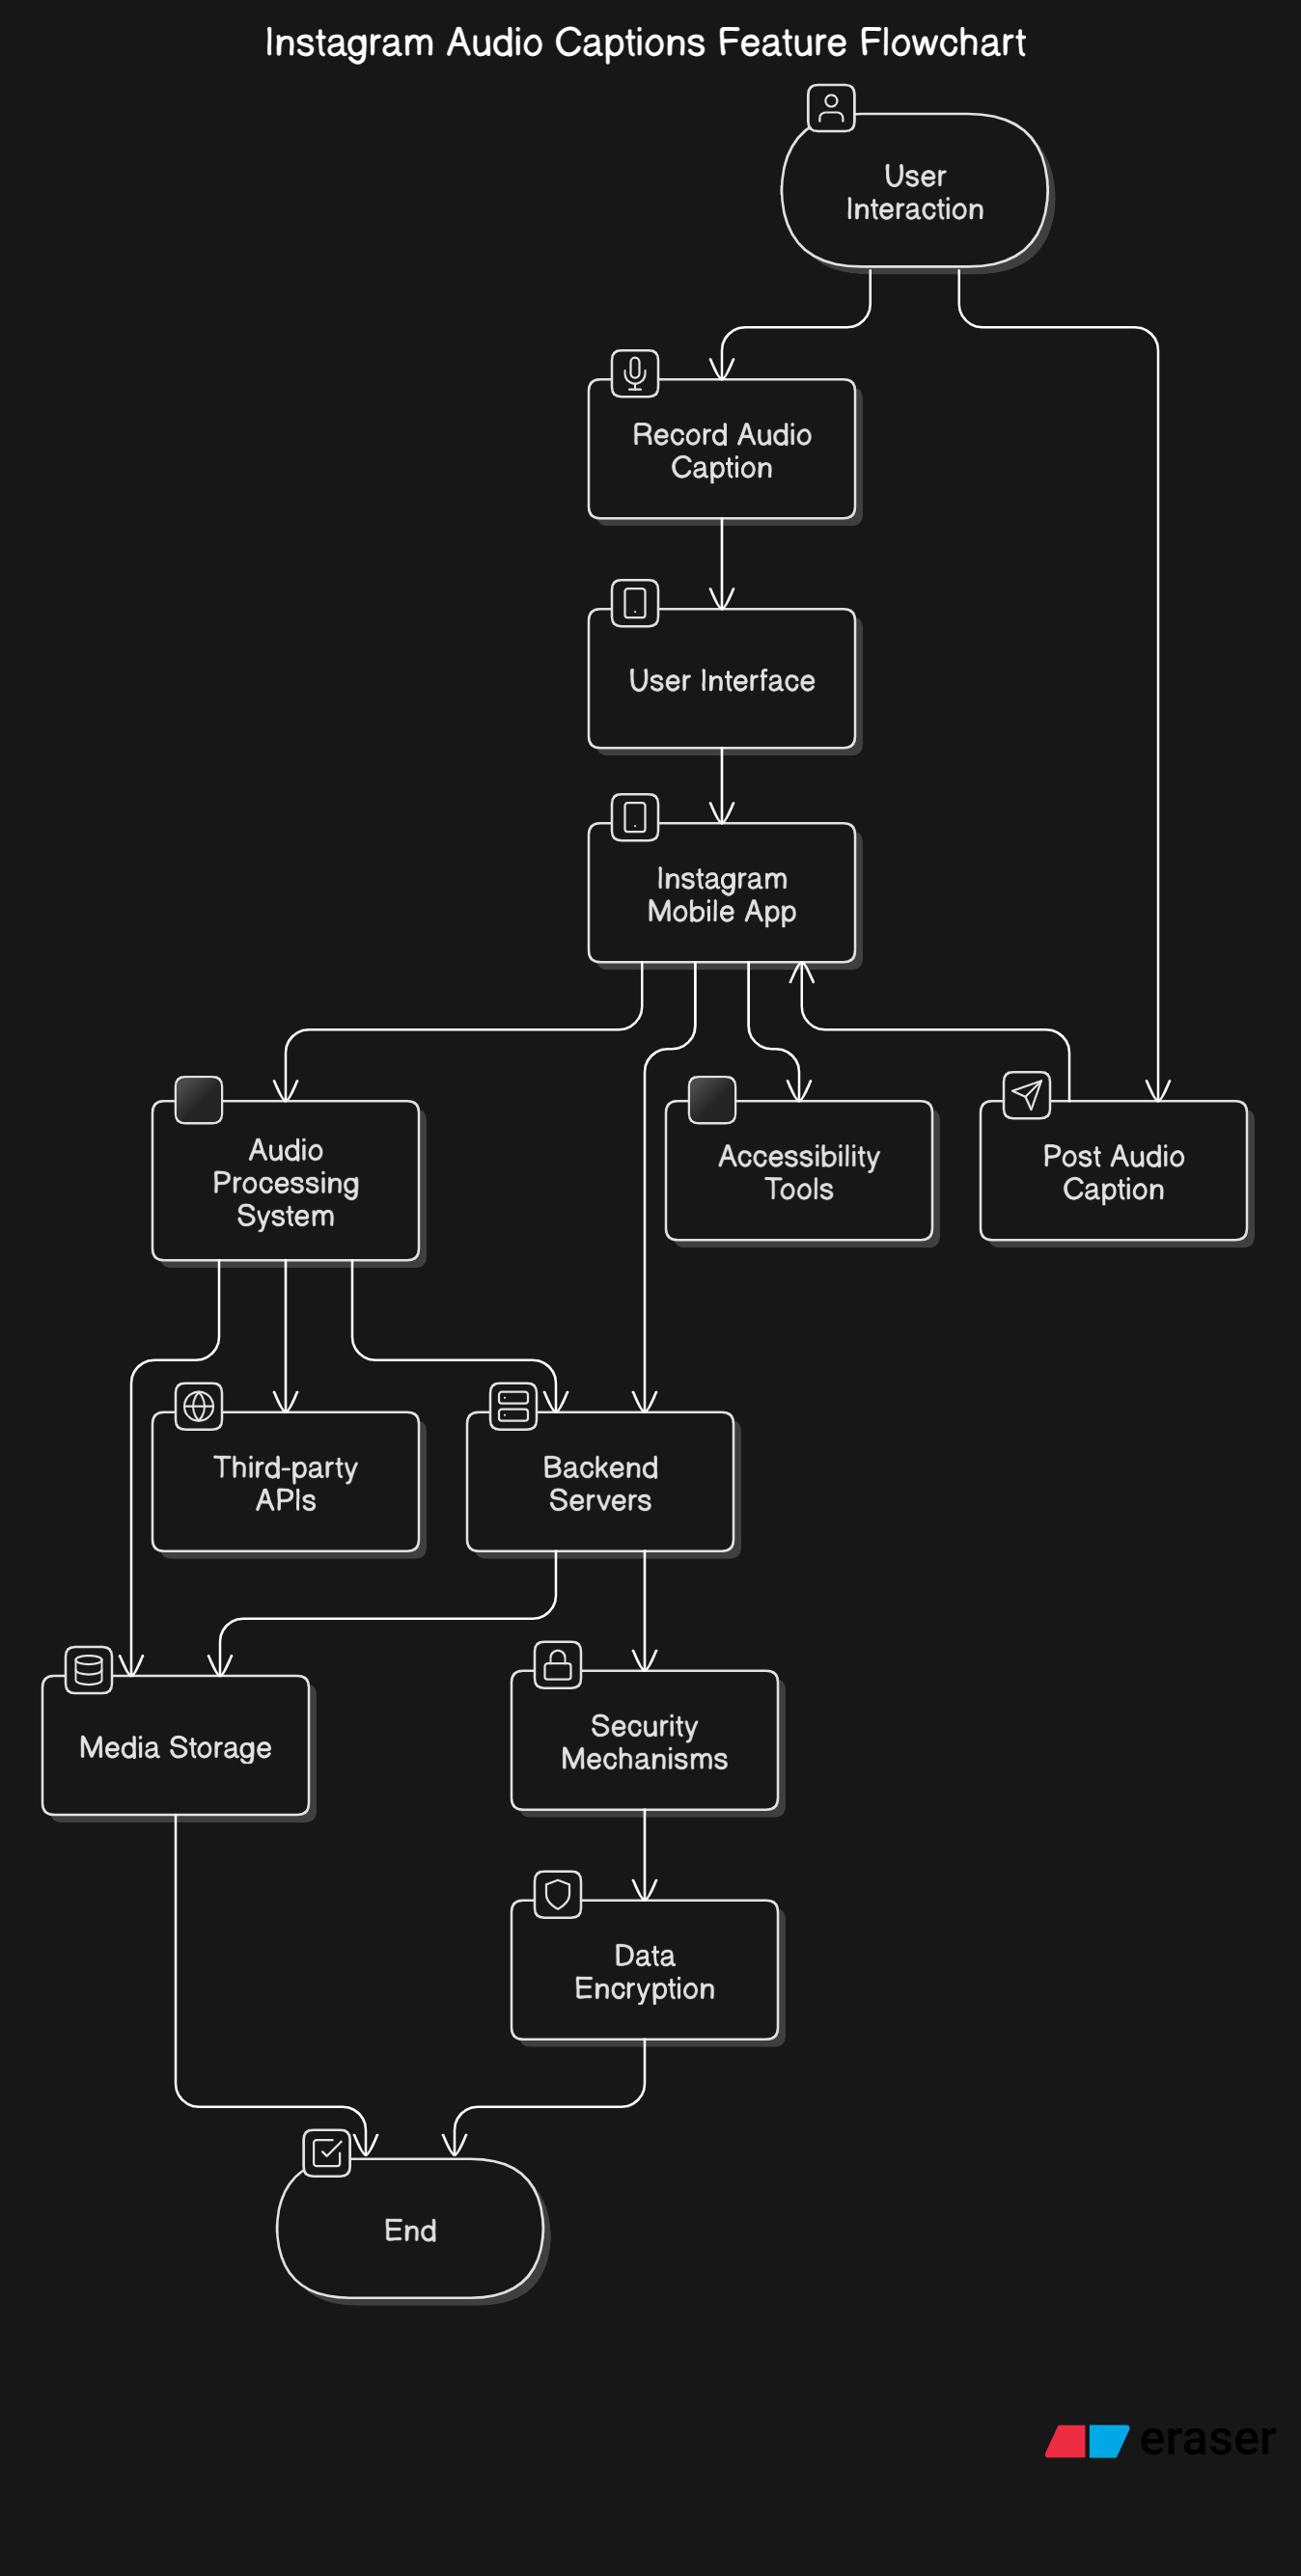 Instagram Audio Captions Feature Flowchart
User
Interaction
Record Audio
Caption
User Interface
Instagram
Mobile App
Audio
Processing
System
Accessibility
Tools
Post Audio
Caption
Third-party
APIs
Backend
Servers
Media Storage
Security
Mechanisms
Data
Encryption
End
eraser